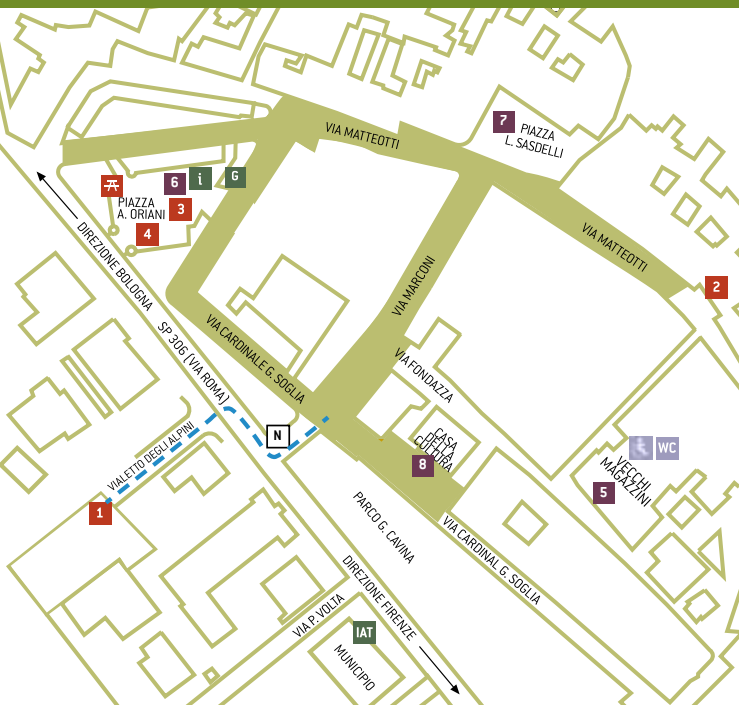 VIA MATTEOTTI
7
PIAZZA
L. SASDELLI
6
i
G
PIAZZA
A. ORIANI
3
4
VIA MATTEOTTI
2
DIREZIONE BOLOGNA
VIA MARCONI
SP 306 (VIA ROMA)
VIA CARDINALE G. SOGLIA
VIA FONDAZZA
VIALETTO DEGLI ALPINI
N
CASA
DELLA
CULTURA
8
WC
VECCHI
MAGAZZINI
5
1
PARCO G. CAVINA
VIA CARDINAL G. SOGLIA
DIREZIONE FIRENZE
VIA P. VOLTA
IAT
MUNICIPIO